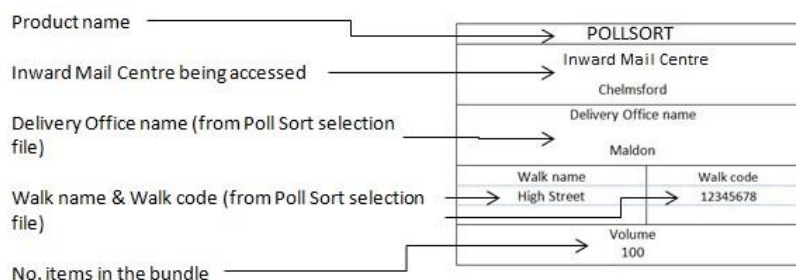 Product name
Inward Mail Centre being accessed
Delivery Office name (from Poll Sort selection
file)
Walk name & Walk code (from Poll Sort selection
file)
No. items in the bundle
POLLSORT
Inward Mail Centre
Chelmsford
Delivery Office name
Maldon
Walk name Walk code
High Street 12345678
Volume
100